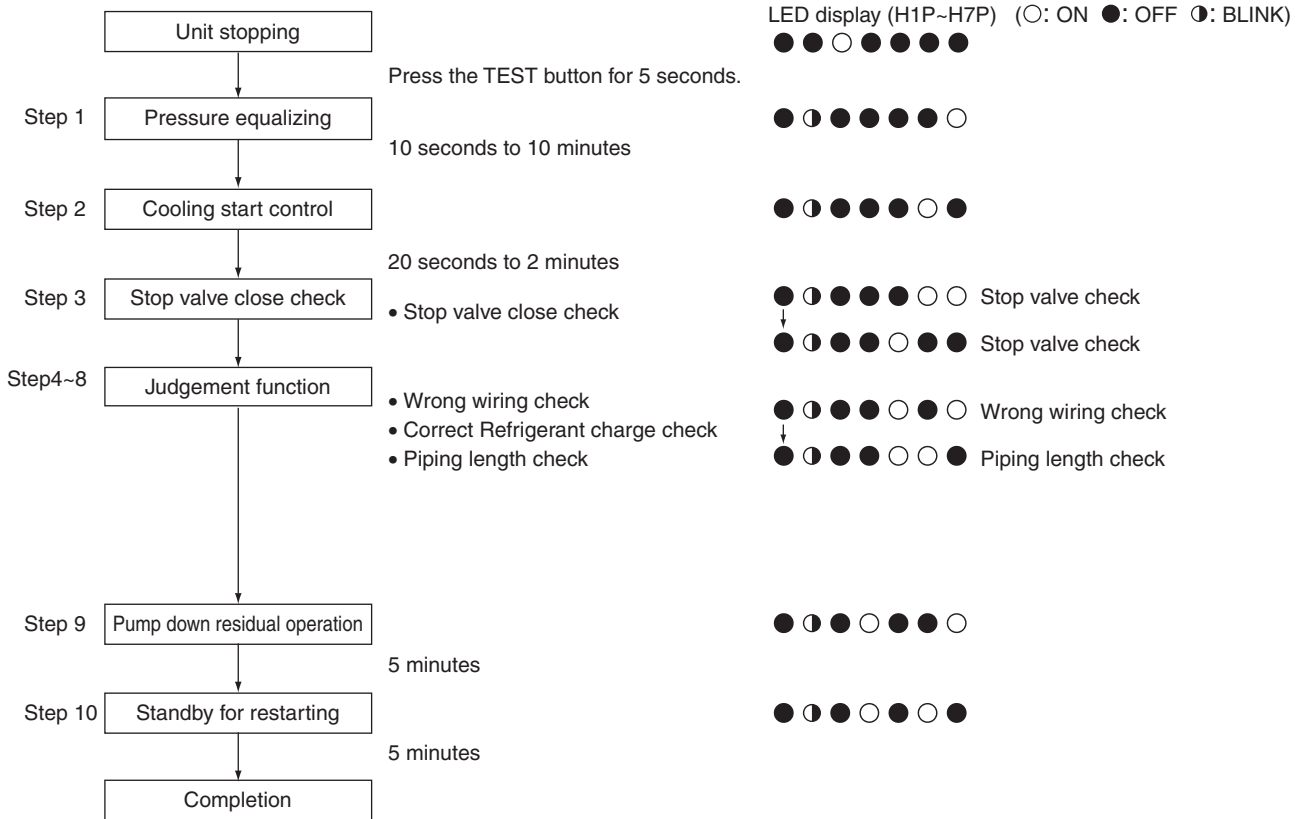 LED display (H1P~H7P) (○: ON ●: OFF ◑: BLINK)
Unit stopping
● ● ○ ● ● ● ●
Press the TEST button for 5 seconds.
Step 1 Pressure equalizing
● ◑ ● ● ● ● ○
10 seconds to 10 minutes
Step 2 Cooling start control
● ◑ ● ● ● ○ ●
20 seconds to 2 minutes
Step 3 Stop valve close check
• Stop valve close check
● ◑ ● ● ● ○ ○ Stop valve check
● ◑ ● ● ○ ● ● Stop valve check
Step4~8 Judgement function
• Wrong wiring check
• Correct Refrigerant charge check
• Piping length check
● ◑ ● ● ○ ● ○ Wrong wiring check
● ◑ ● ● ○ ○ ● Piping length check
Step 9 Pump down residual operation
● ◑ ● ○ ● ● ○
5 minutes
Step 10 Standby for restarting
● ◑ ● ○ ● ○ ●
5 minutes
Completion